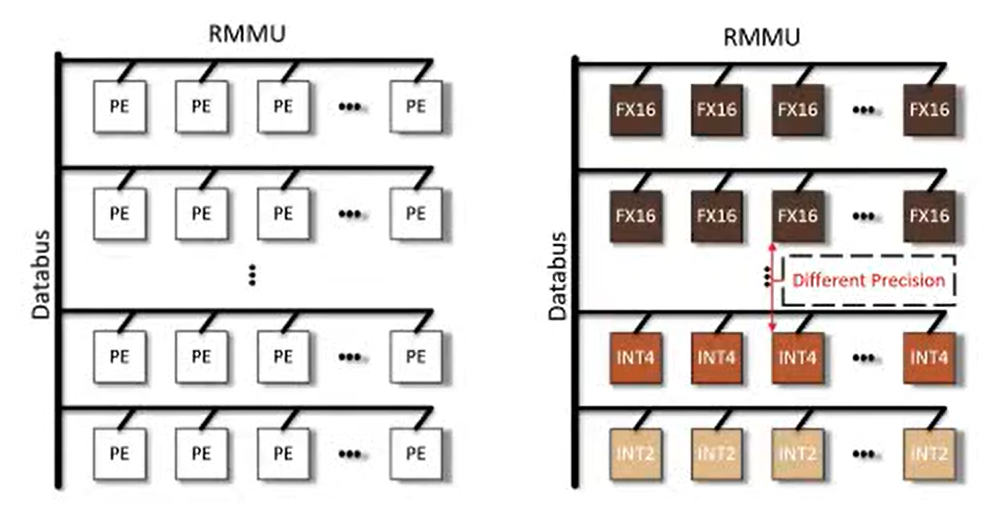 RMMU
PE PE PE ••• PE
PE PE PE ••• PE
PE PE PE ••• PE
PE PE PE ••• PE
Databus
RMMU
FX16 FX16 FX16 ••• FX16
FX16 FX16 FX16 ••• FX16
Different Precision
INT4 INT4 INT4 ••• INT4
INT2 INT2 INT2 ••• INT2
Databus